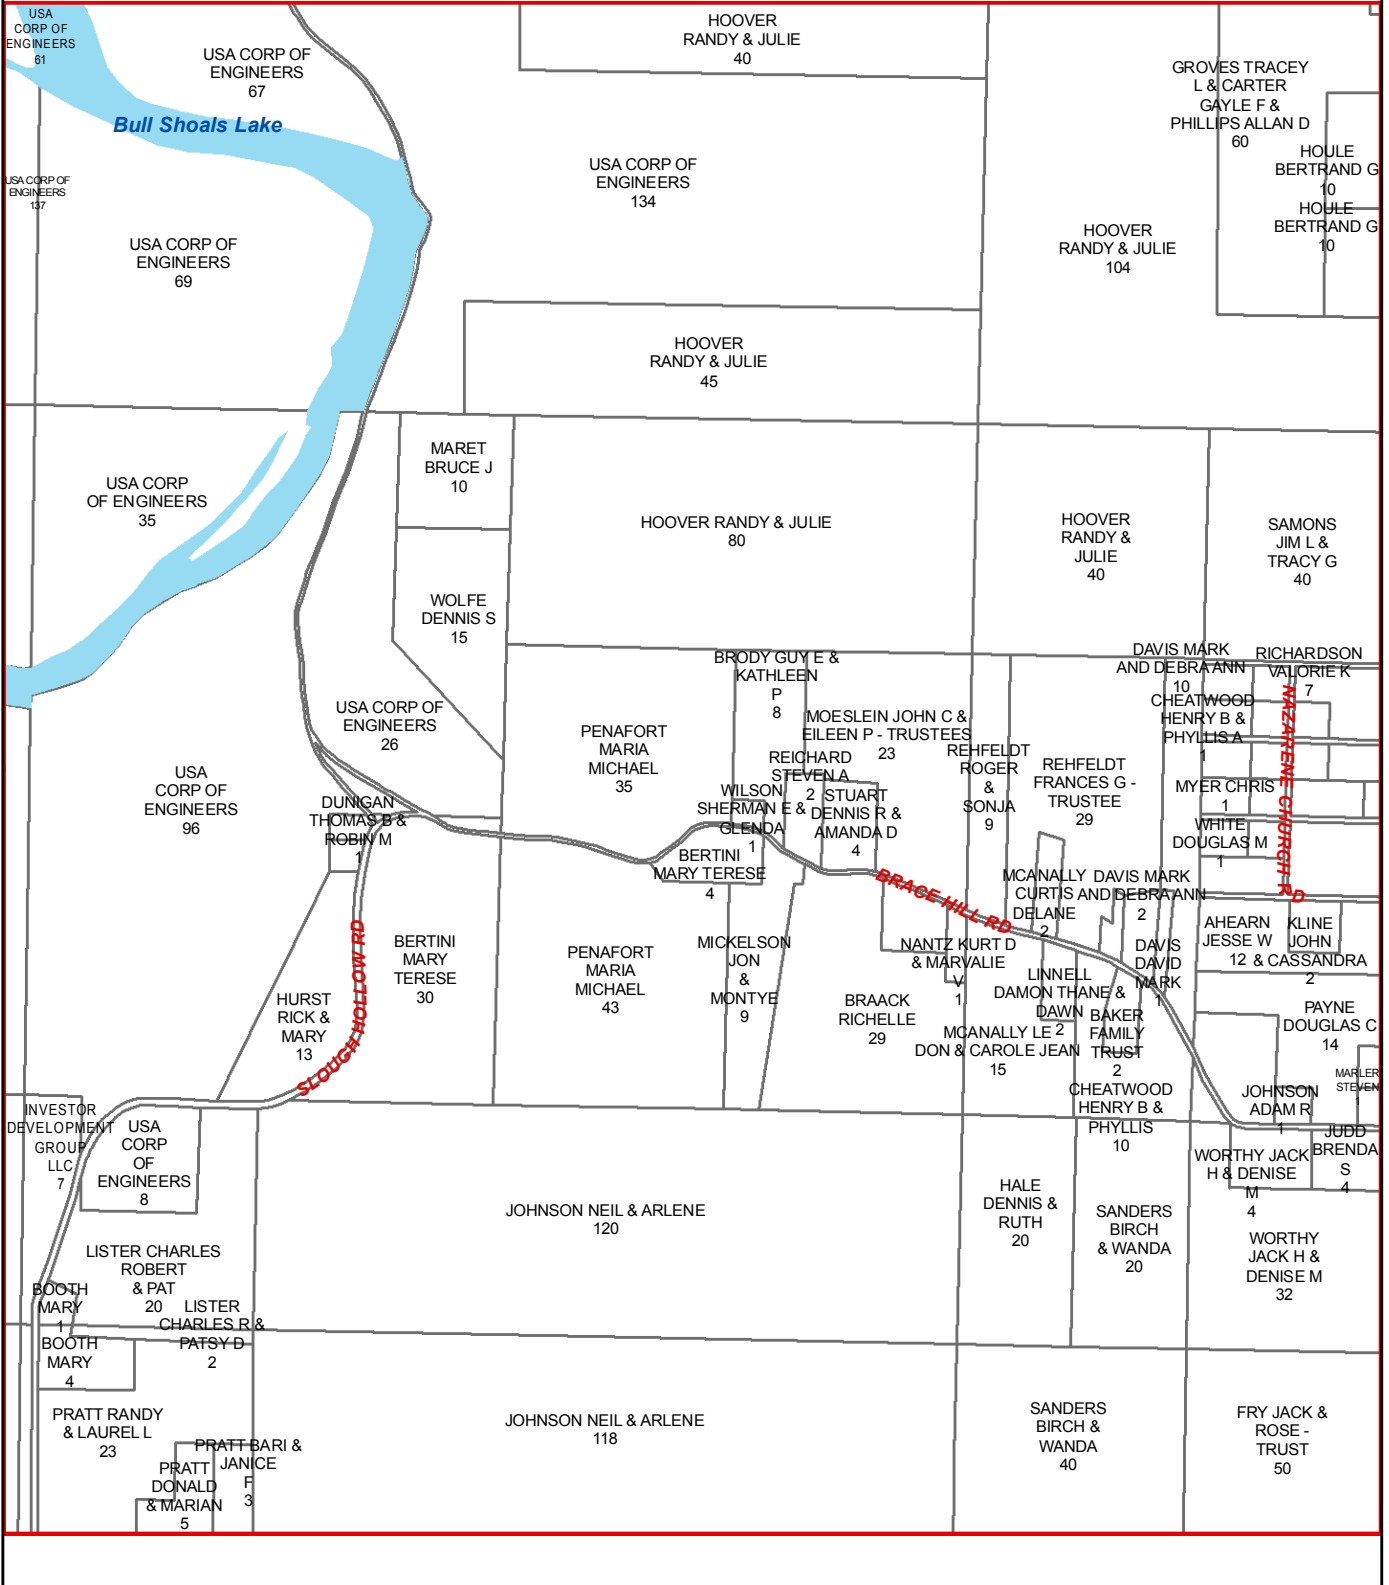 USA
CORP OF
ENGINEERS
61
USA CORP OF
ENGINEERS
67
HOOVER
RANDY & JULIE
40
GROVES TRACEY
L & CARTER
GAYLE F &
PHILLIPS ALLAN D
60
Bull Shoals Lake
HOULE
BERTRAND G
10
HOULE
BERTRAND G
10
USA CORP OF
ENGINEERS
137
USA CORP OF
ENGINEERS
134
USA CORP OF
ENGINEERS
69
HOOVER
RANDY & JULIE
104
HOOVER
RANDY & JULIE
45
MARET
BRUCE J
10
USA CORP
OF ENGINEERS
35
HOOVER RANDY & JULIE
80
HOOVER
RANDY &
JULIE
40
SAMONS
JIM L &
TRACY G
40
WOLFE
DENNIS S
15
USA CORP OF
ENGINEERS
26
PENAFORT
MARIA
MICHAEL
35
BRODY GUY E &
KATHLEEN
P
8
MOESLEIN JOHN C &
EILEEN P - TRUSTEES
23
REHFELDT
ROGER
&
SONJA
9
REHFELDT
FRANCES G -
TRUSTEE
29
DAVIS MARK
AND DEBRA ANN
10
RICHARDSON
VALORIE K
7
CHEATWOOD
HENRY B &
PHYLLIS A
1
NAZARENE CHURCH RD
MYER CHRIS
1
WHITE
DOUGLAS M
1
USA
CORP OF
ENGINEERS
96
DUNIGAN
THOMAS B &
ROBIN M
1
REICHARD
STEVEN A
2
WILSON
SHERMAN E &
GLENDA
1
STUART
DENNIS R &
AMANDA D
4
BERTINI
MARY TERESE
4
BRACE HILL RD
MCANALLY
CURTIS
DELANE
2
DAVIS MARK
AND DEBRA ANN
2
AHEARN
JESSE W
12
KLINE
JOHN
& CASSANDRA
2
SLOUGH HOLLOW RD
BERTINI
MARY
TERESE
30
PENAFORT
MARIA
MICHAEL
43
MICKELSON
JON
&
MONTYE
9
NANTZ KURT D
& MARVALIE
V
1
DAVIS
DAVID
MARK
1
LINNELL
DAMON THANE &
DAWN
2
HURST
RICK &
MARY
13
BRAACK
RICHELLE
29
BAKER
FAMILY
TRUST
2
PAYNE
DOUGLAS C
14
MCANALLY LE
DON & CAROLE JEAN
15
MARLER
STEVEN
1
CHEATWOOD
HENRY B &
PHYLLIS
10
JOHNSON
ADAM R
1
JUDD
BRENDA
S
4
INVESTOR
DEVELOPMENT
GROUP
LLC
7
USA
CORP
OF
ENGINEERS
8
WORTHY JACK
H & DENISE
M
4
JOHNSON NEIL & ARLENE
120
HALE
DENNIS &
RUTH
20
SANDERS
BIRCH
& WANDA
20
WORTHY
JACK H &
DENISE M
32
LISTER CHARLES
ROBERT
& PAT
20
BOOTH
MARY
1
LISTER
CHARLES R &
PATSY D
2
BOOTH
MARY
4
PRATT RANDY
& LAUREL L
23
JOHNSON NEIL & ARLENE
118
SANDERS
BIRCH &
WANDA
40
FRY JACK &
ROSE -
TRUST
50
PRATT BARI &
JANICE
F
3
PRATT
DONALD
& MARIAN
5